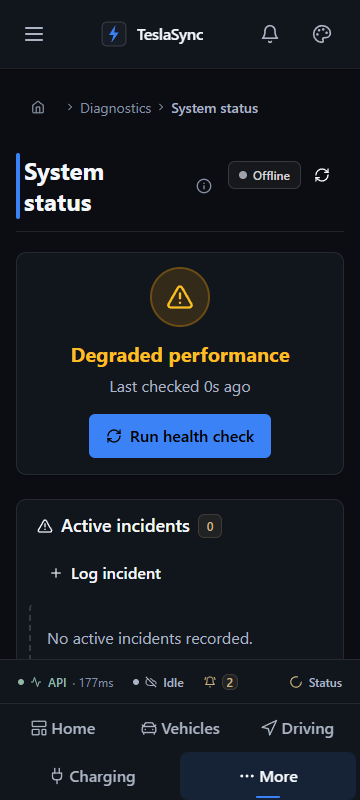 TeslaSync
Diagnostics
System status
System
status
Offline
Degraded performance
Last checked 0s ago
Run health check
Active incidents 0
Log incident
No active incidents recorded.
API · 177ms
Idle
2
Status
Home
Vehicles
Driving
Charging
More